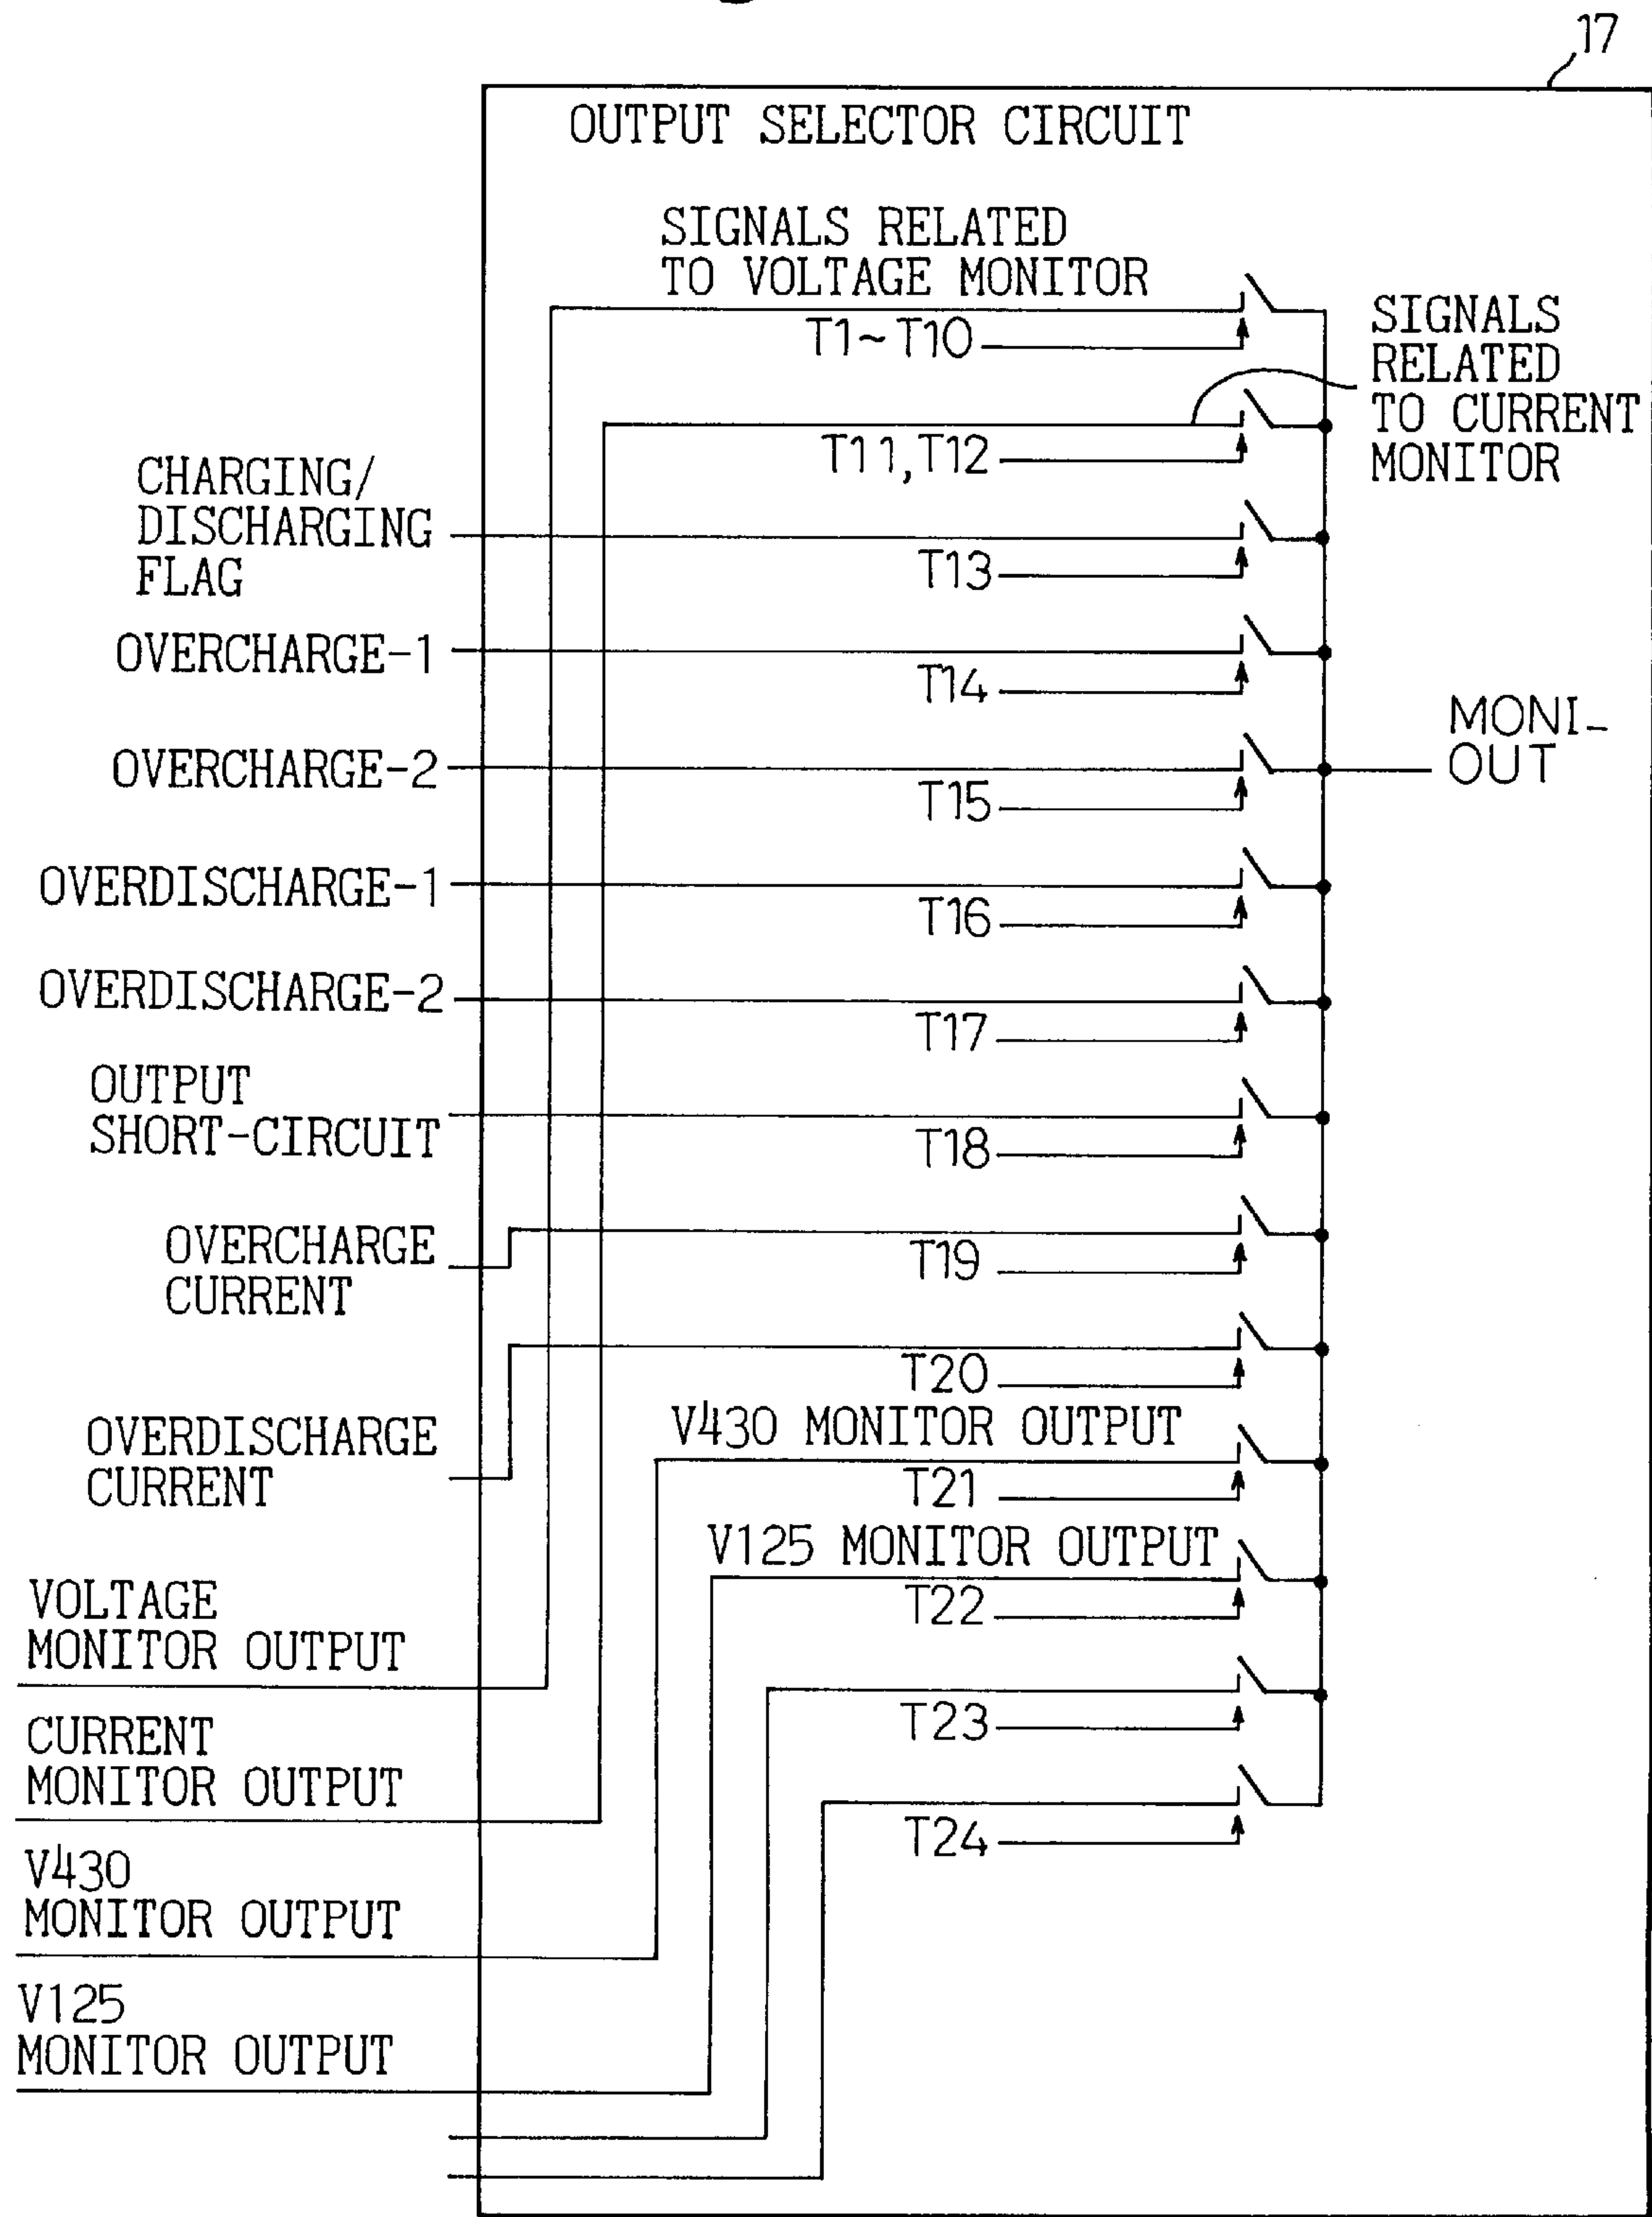 17
OUTPUT SELECTOR CIRCUIT
SIGNALS RELATED
TO VOLTAGE MONITOR
T1~T10
SIGNALS
RELATED
TO CURRENT
MONITOR
T11,T12
CHARGING/
DISCHARGING
FLAG
T13
OVERCHARGE-1
T14
MONI-
OUT
OVERCHARGE-2
T15
OVERDISCHARGE-1
T16
OVERDISCHARGE-2
T17
OUTPUT
SHORT-CIRCUIT
T18
OVERCHARGE
CURRENT
T19
T20
OVERDISCHARGE
CURRENT
V430 MONITOR OUTPUT
T21
V125 MONITOR OUTPUT
T22
VOLTAGE
MONITOR OUTPUT
T23
CURRENT
MONITOR OUTPUT
T24
V430
MONITOR OUTPUT
V125
MONITOR OUTPUT